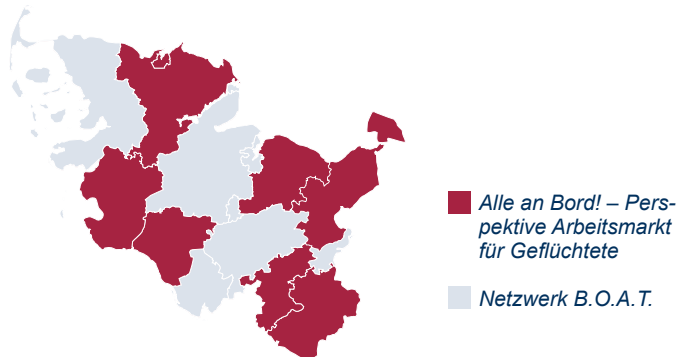 Alle an Bord! – Pers-
pektive Arbeitsmarkt
für Geflüchtete
Netzwerk B.O.A.T.